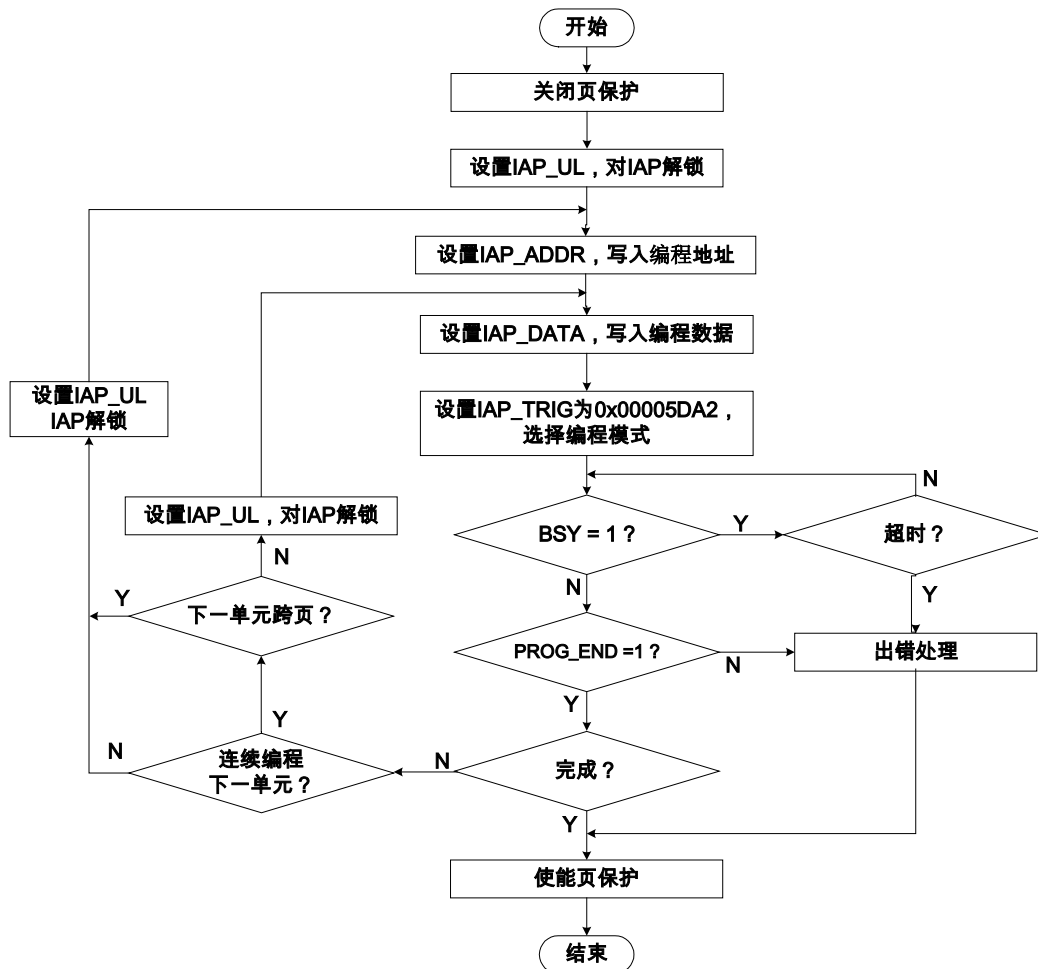 开始
关闭页保护
设置IAP_UL，对IAP解锁
设置IAP_ADDR，写入编程地址
设置IAP_DATA，写入编程数据
设置IAP_UL
IAP解锁
设置IAP_TRIG为0x00005DA2，
选择编程模式
N
设置IAP_UL，对IAP解锁
BSY = 1？
Y
超时？
N
N
Y
Y
下一单元跨页？
PROG_END =1？
N
出错处理
Y
Y
N
连续编程
下一单元？
N
完成？
Y
使能页保护
结束